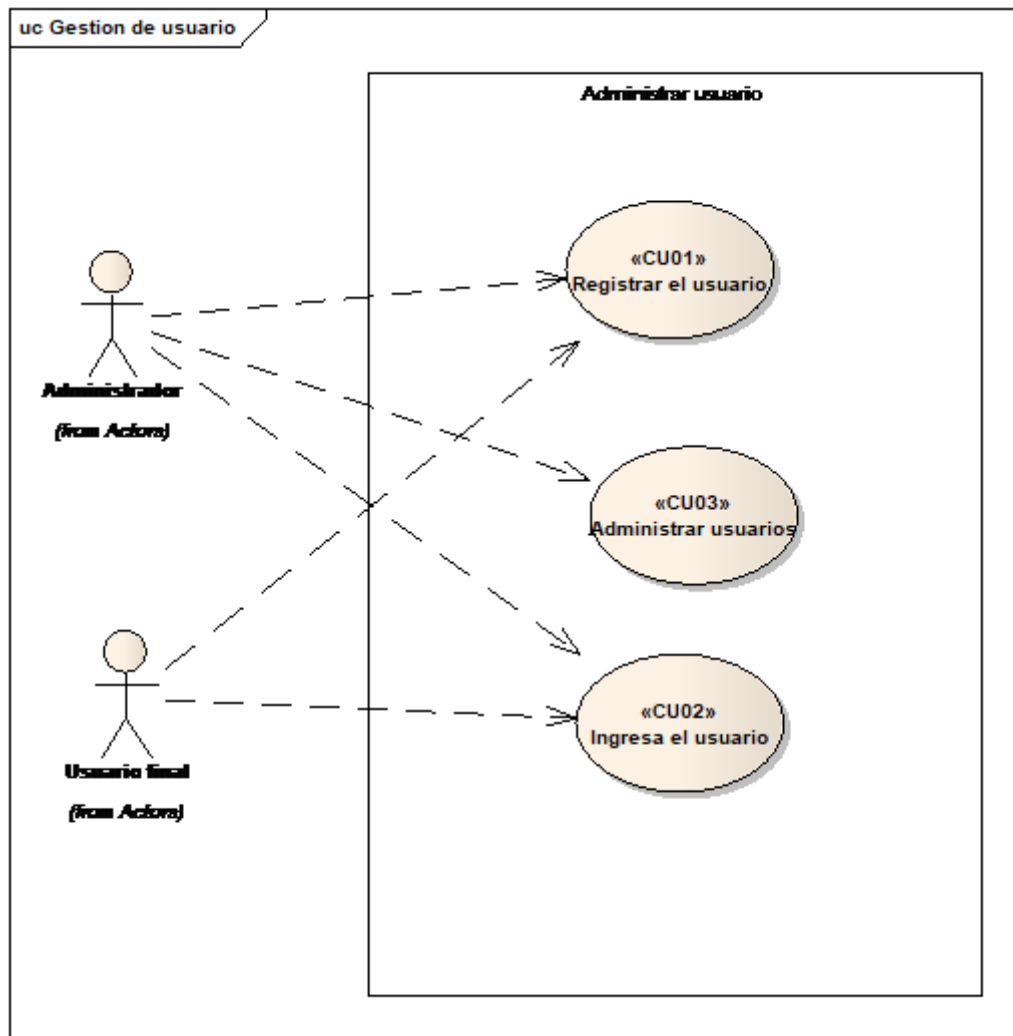 uc Gestion de usuario
Administrar usuario
«CU01»
Registrar el usuario
Administrador
(from Actors)
«CU03»
Administrar usuarios
«CU02»
Ingresa el usuario
Usuario final
(from Actors)